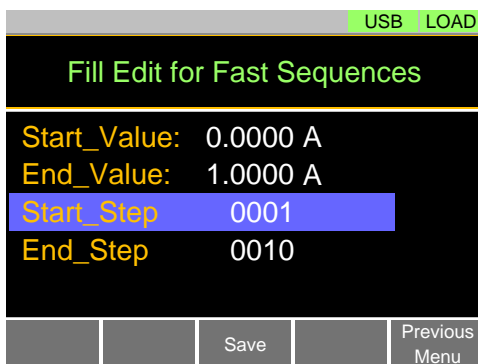 USB LOAD
Fill Edit for Fast Sequences
Start_Value: 0.0000 A
End_Value: 1.0000 A
Start_Step 0001
End_Step 0010
Save
Previous
Menu